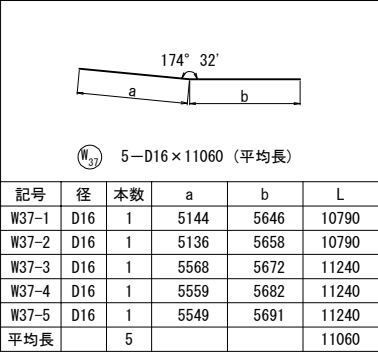 174° 32'
a
b
W37 5－D16×11060 (平均長)
記号 径 本数 a b L
W37-1 D16 1 5144 5646 10790
W37-2 D16 1 5136 5658 10790
W37-3 D16 1 5568 5672 11240
W37-4 D16 1 5559 5682 11240
W37-5 D16 1 5549 5691 11240
平均長 5 11060